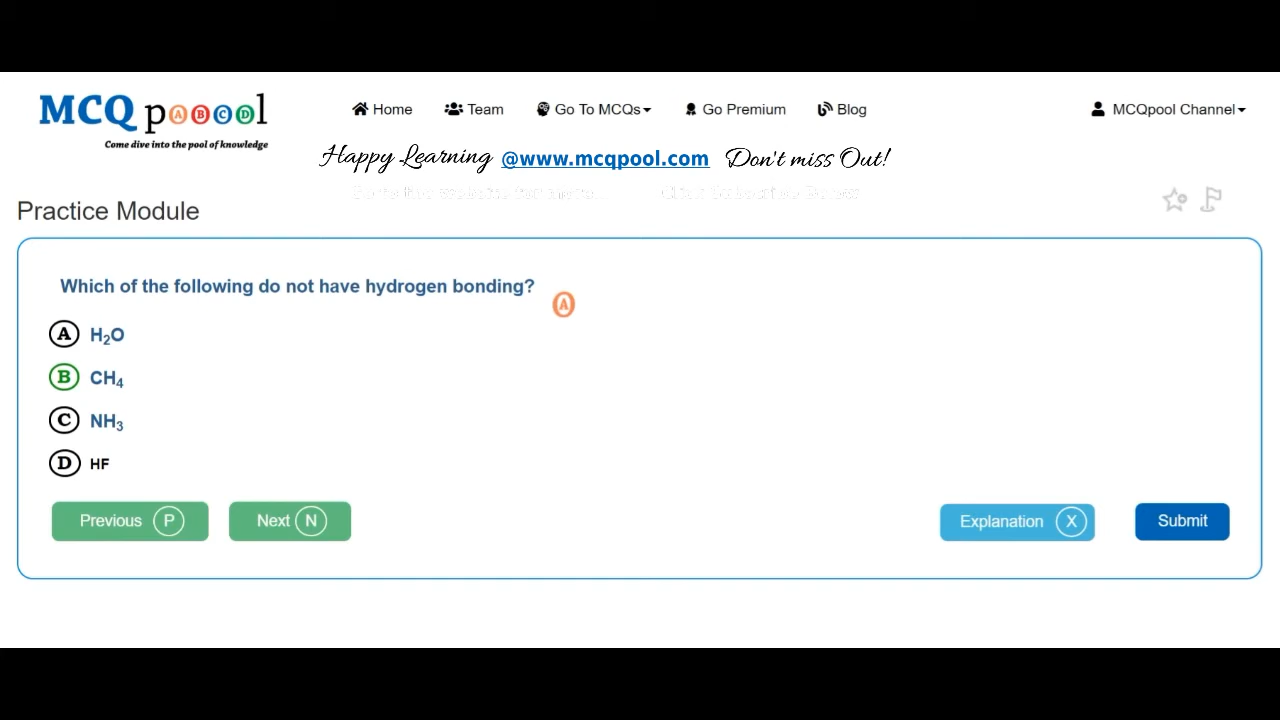 MCQ pABCDl
Come dive into the pool of knowledge
Home Team Go To MCQs Go Premium Blog MCQpool Channel
Happy Learning @www.mcqpool.com Don't miss Out!
Practice Module
Which of the following do not have hydrogen bonding?
A
A H₂O
B CH₄
C NH₃
D HF
Previous P Next N Explanation X Submit